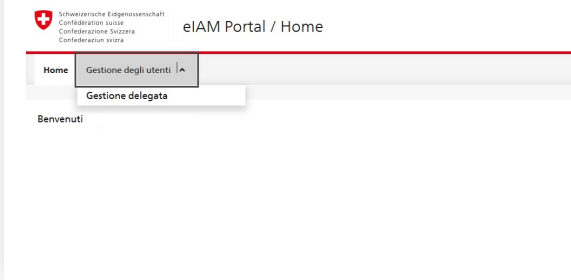 Schweizerische Eidgenossenschaft
Confédération suisse
Confederazione Svizzera
Confederaziun svizra
eIAM Portal / Home
Home
Gestione degli utenti
Gestione delegata
Benvenuti